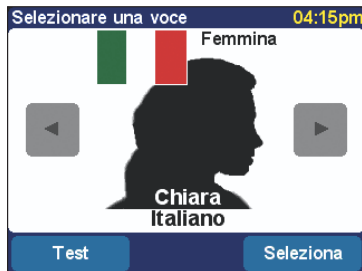 Selezionare una voce 04:15pm
Femmina
Chiara
Italiano
Test Seleziona